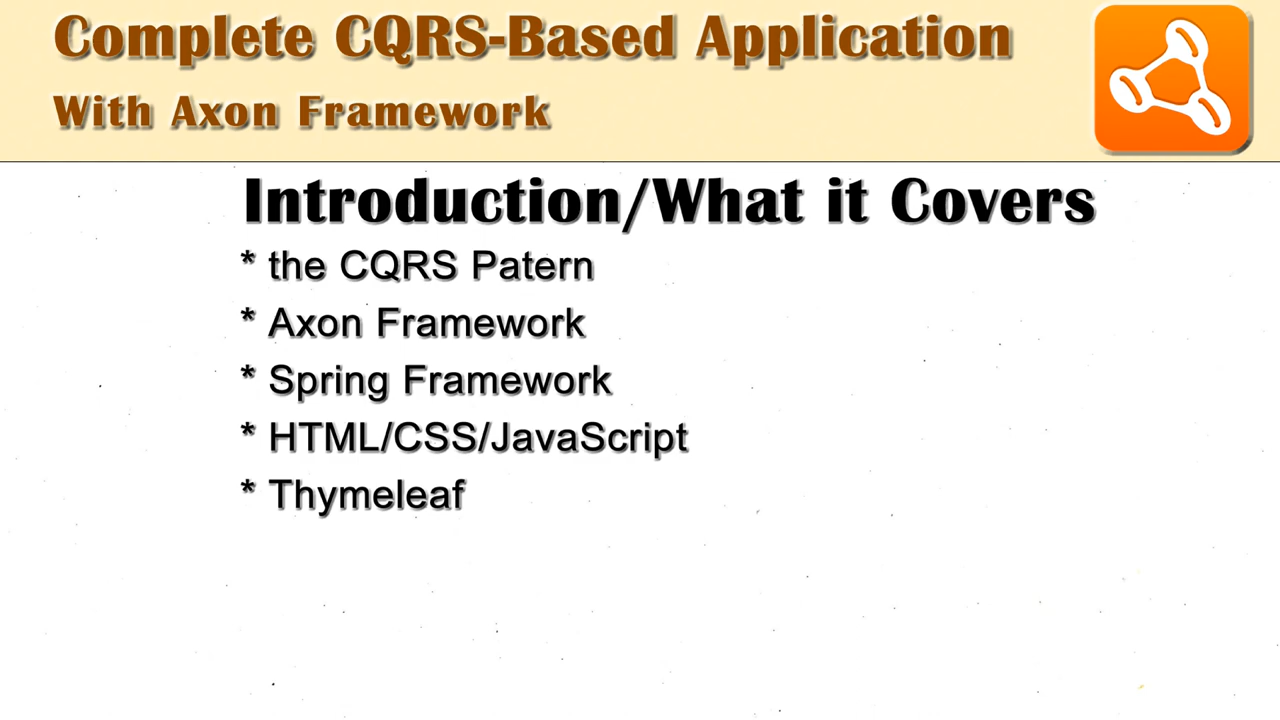 Complete CQRS-Based Application
With Axon Framework
Introduction/What it Covers
* the CQRS Patern
* Axon Framework
* Spring Framework
* HTML/CSS/JavaScript
* Thymeleaf